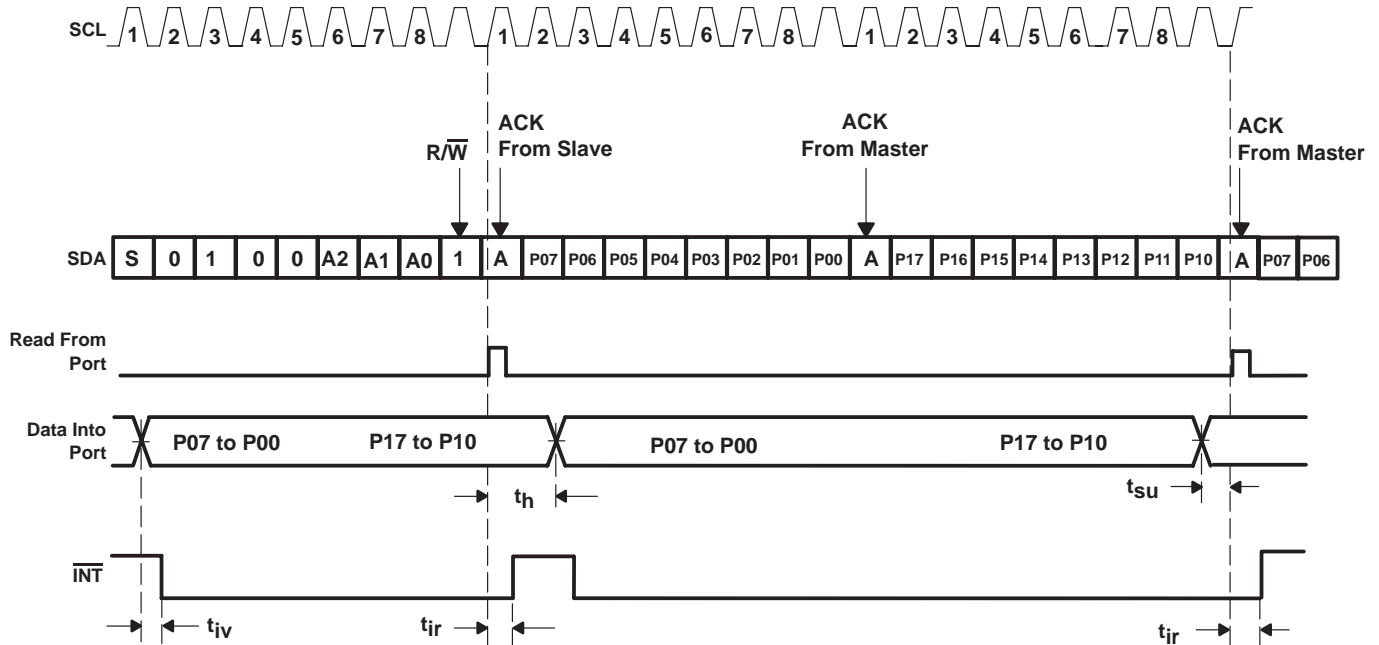 SCL 1 2 3 4 5 6 7 8 1 2 3 4 5 6 7 8 1 2 3 4 5 6 7 8
R/W̅
ACK
From Slave
ACK
From Master
ACK
From Master
SDA S 0 1 0 0 A2 A1 A0 1 A P07 P06 P05 P04 P03 P02 P01 P00 A P17 P16 P15 P14 P13 P12 P11 P10 A P07 P06
Read From
Port
Data Into
Port
P07 to P00 P17 to P10 P07 to P00 P17 to P10
th tsu
I̅N̅T̅
tiv tir tir